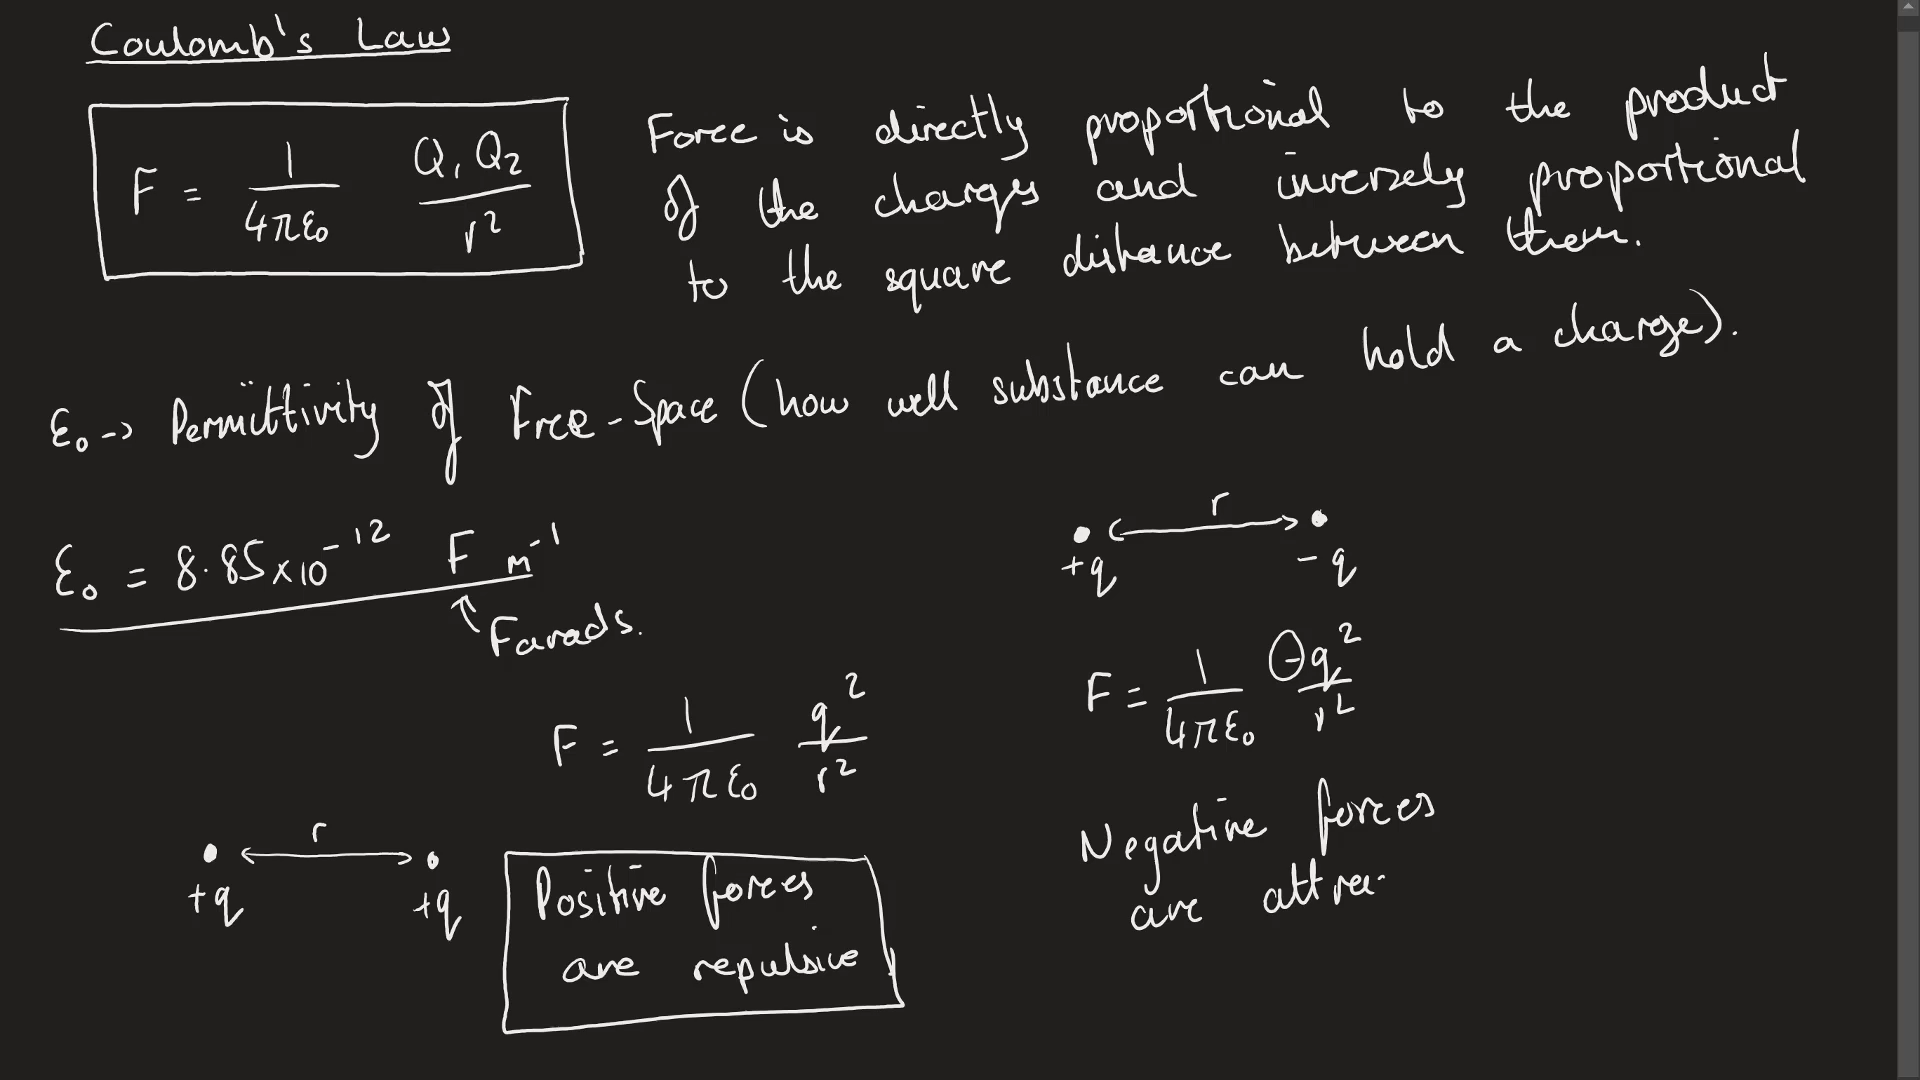 Coulomb's Law
F = 1/4πε₀ Q₁Q₂/r²
Force is directly proportional to the product
of the charges and inversely proportional
to the square distance between them.
ε₀ → Permittivity of Free-Space (how well substance can hold a charge).
ε₀ = 8.85×10⁻¹² F m⁻¹
Farads.
r
+q -q
F = 1/4πε₀ -q²/r²
F = 1/4πε₀ q²/r²
r
+q +q
Positive forces
are repulsive
Negative forces
are attrac